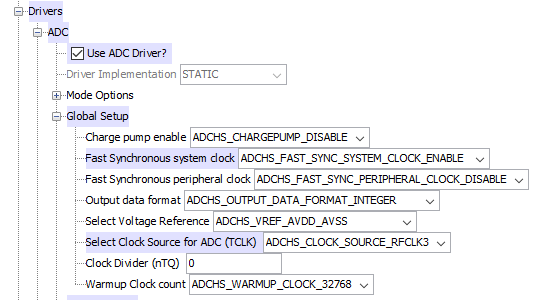 Drivers
ADC
Use ADC Driver?
Driver Implementation STATIC
Mode Options
Global Setup
Charge pump enable ADCHS_CHARGEPUMP_DISABLE
Fast Synchronous system clock ADCHS_FAST_SYNC_SYSTEM_CLOCK_ENABLE
Fast Synchronous peripheral clock ADCHS_FAST_SYNC_PERIPHERAL_CLOCK_DISABLE
Output data format ADCHS_OUTPUT_DATA_FORMAT_INTEGER
Select Voltage Reference ADCHS_VREF_AVDD_AVSS
Select Clock Source for ADC (TCLK) ADCHS_CLOCK_SOURCE_RFCLK3
Clock Divider (nTQ) 0
Warmup Clock count ADCHS_WARMUP_CLOCK_32768